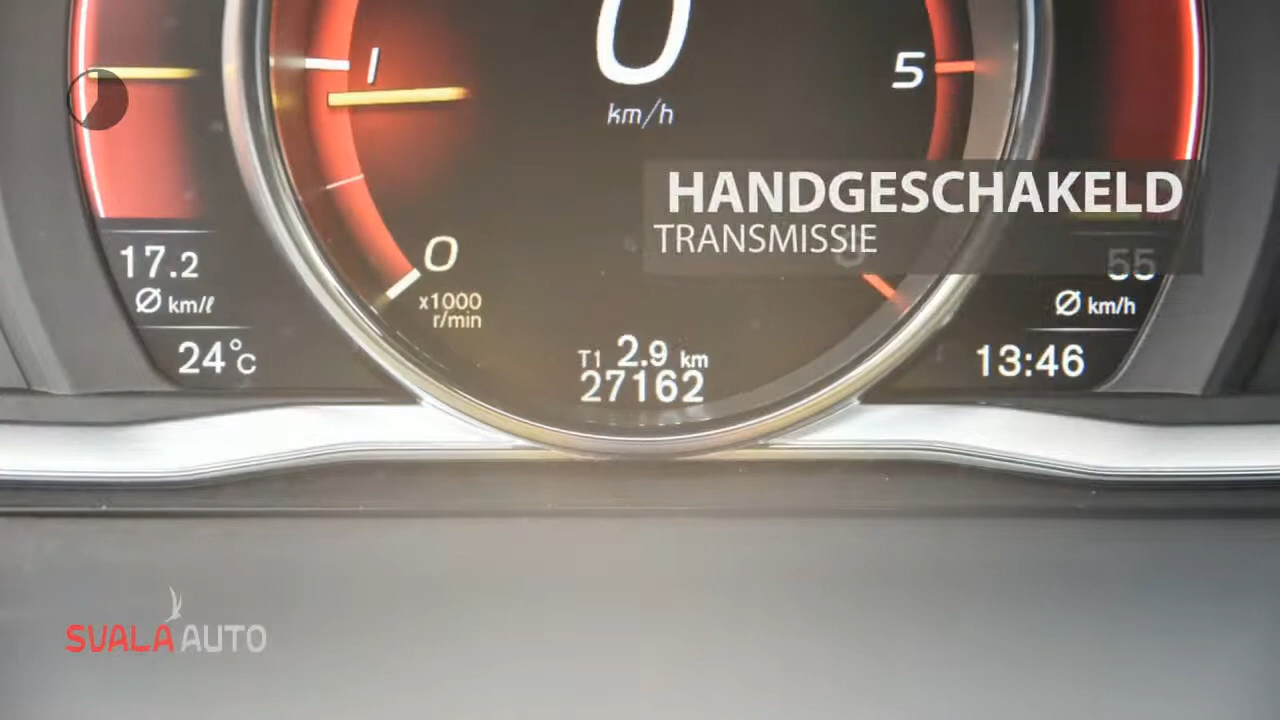 0
km/h
1
5
HANDGESCHAKELD
TRANSMISSIE
0
x1000
r/min
17.2
Ø km/ℓ
24°C
T1 2.9 km
27162
55
Ø km/h
13:46
SVALA AUTO